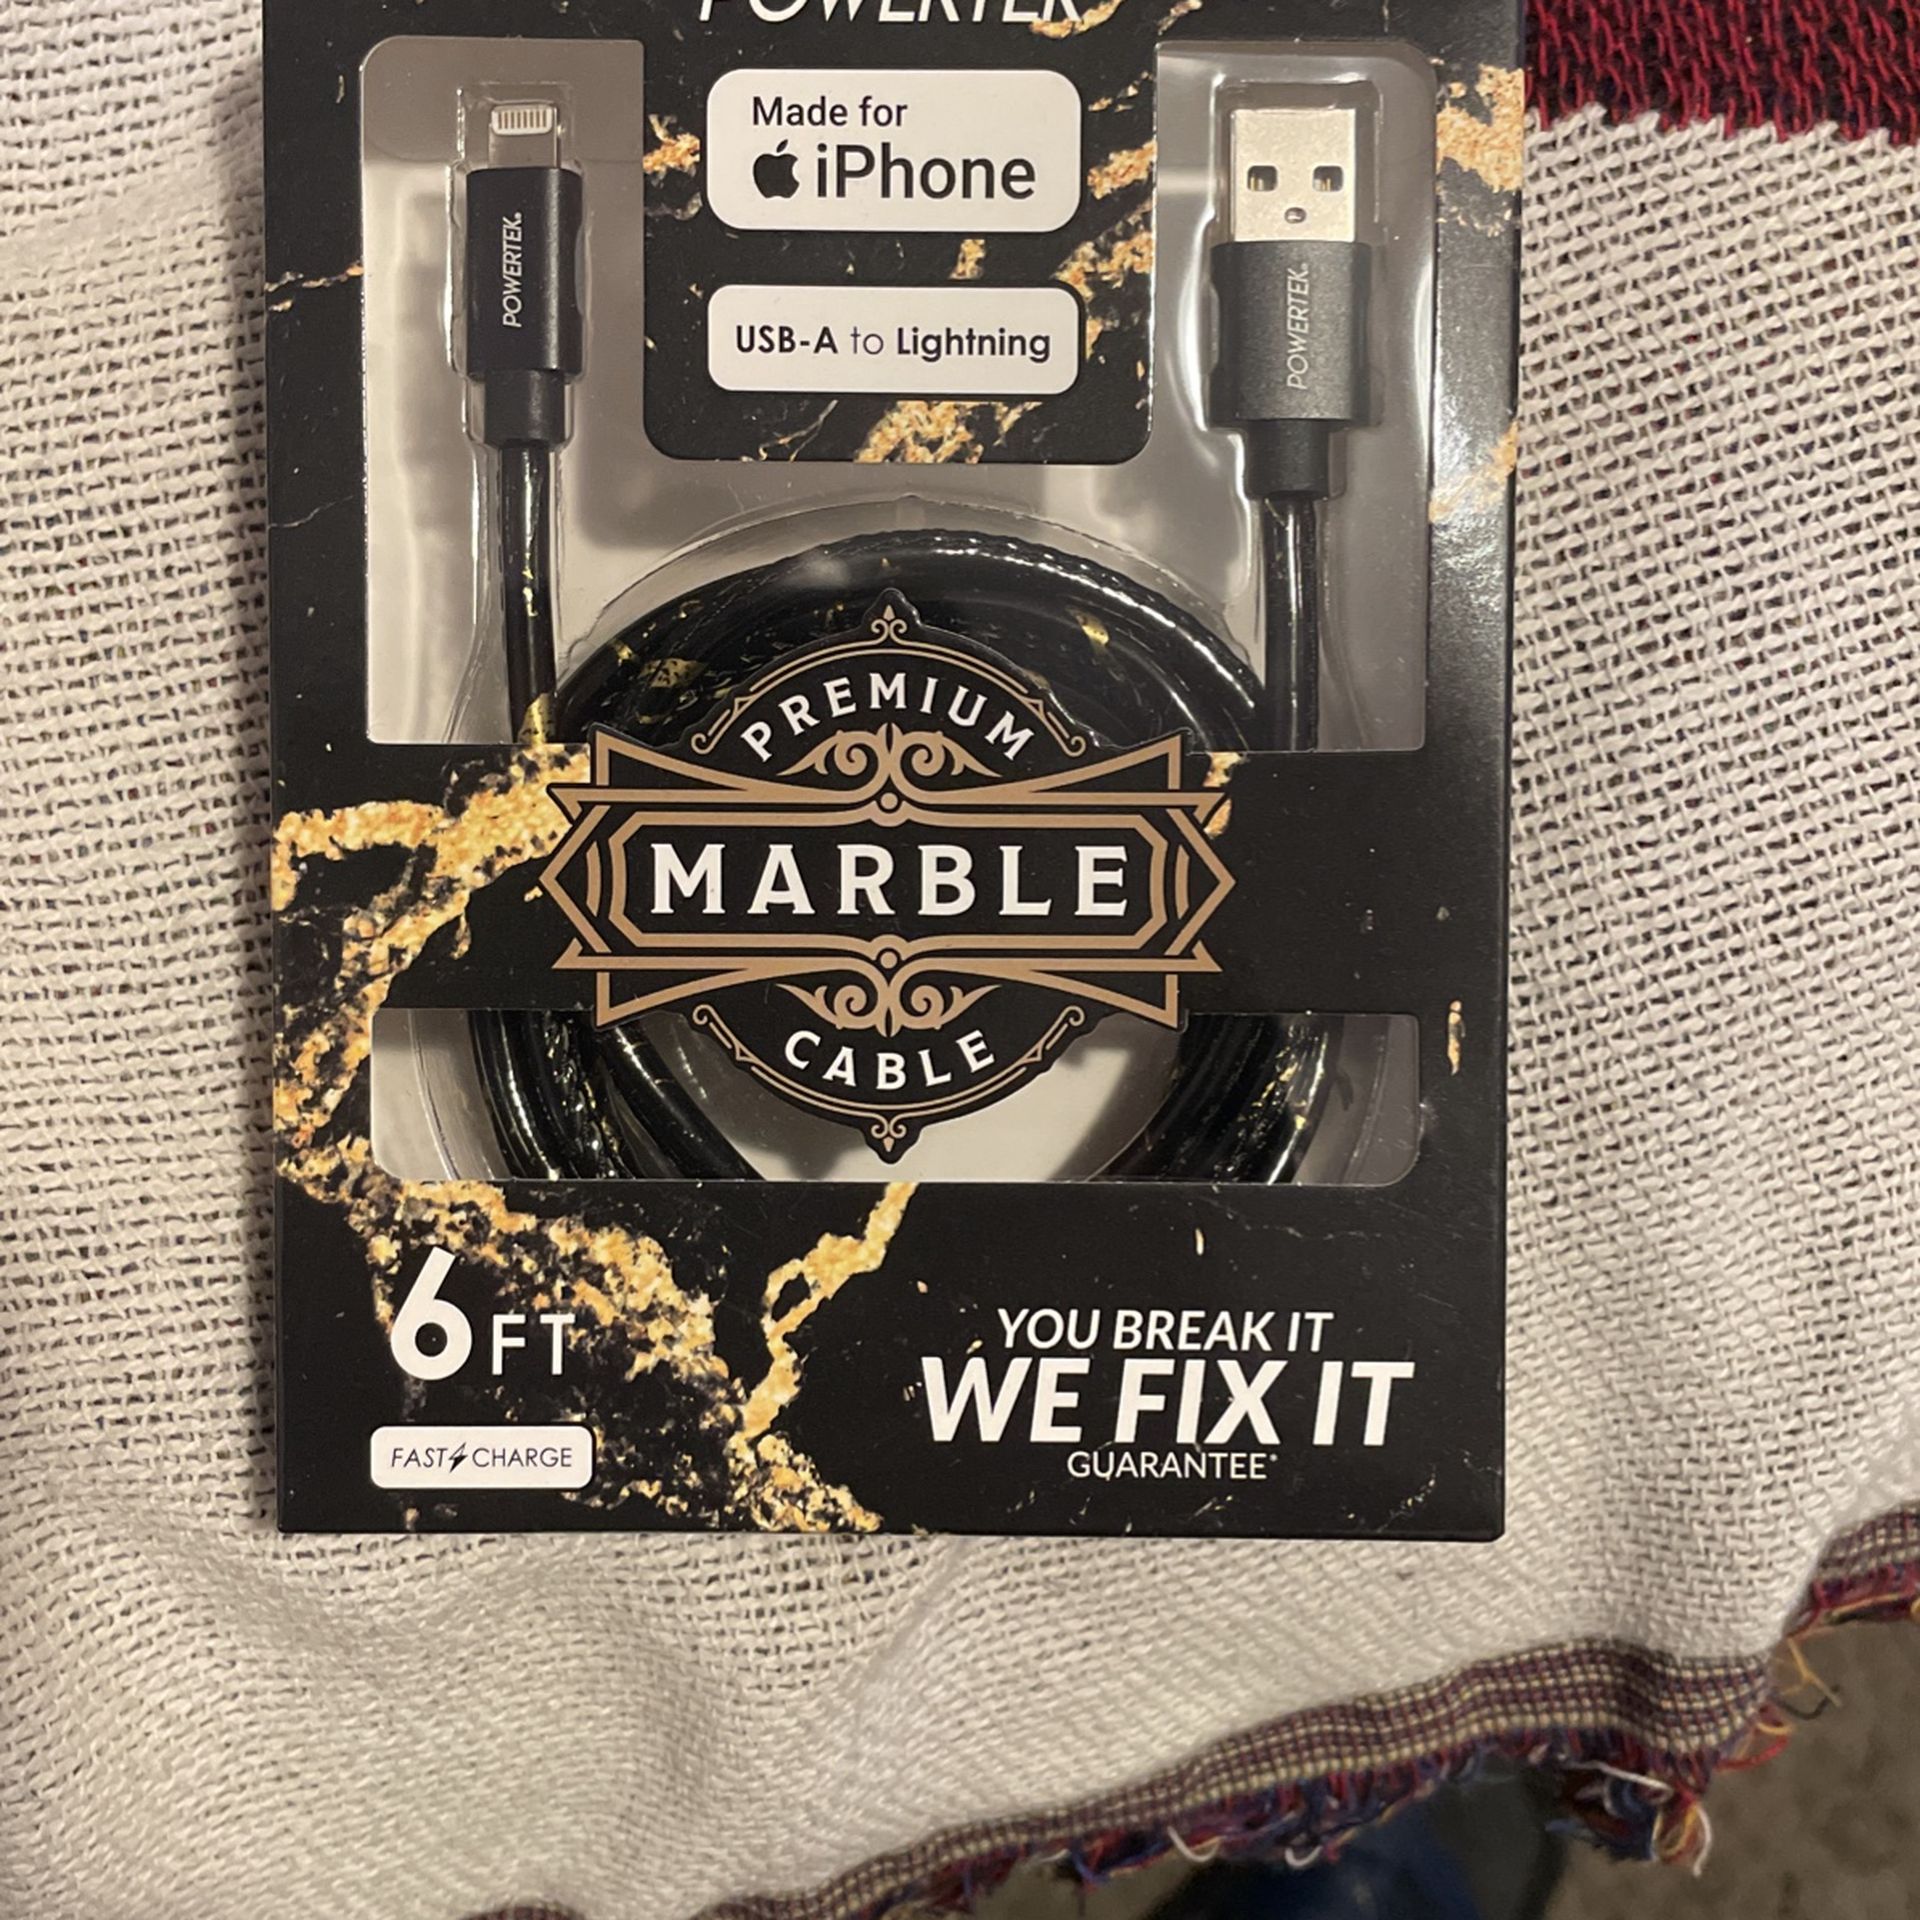 POWERTEK
Made for
iPhone
USB-A to Lightning
POWERTEK.
POWERTEK.
PREMIUM
MARBLE
CABLE
6 FT
FAST CHARGE
YOU BREAK IT
WE FIX IT
GUARANTEE*